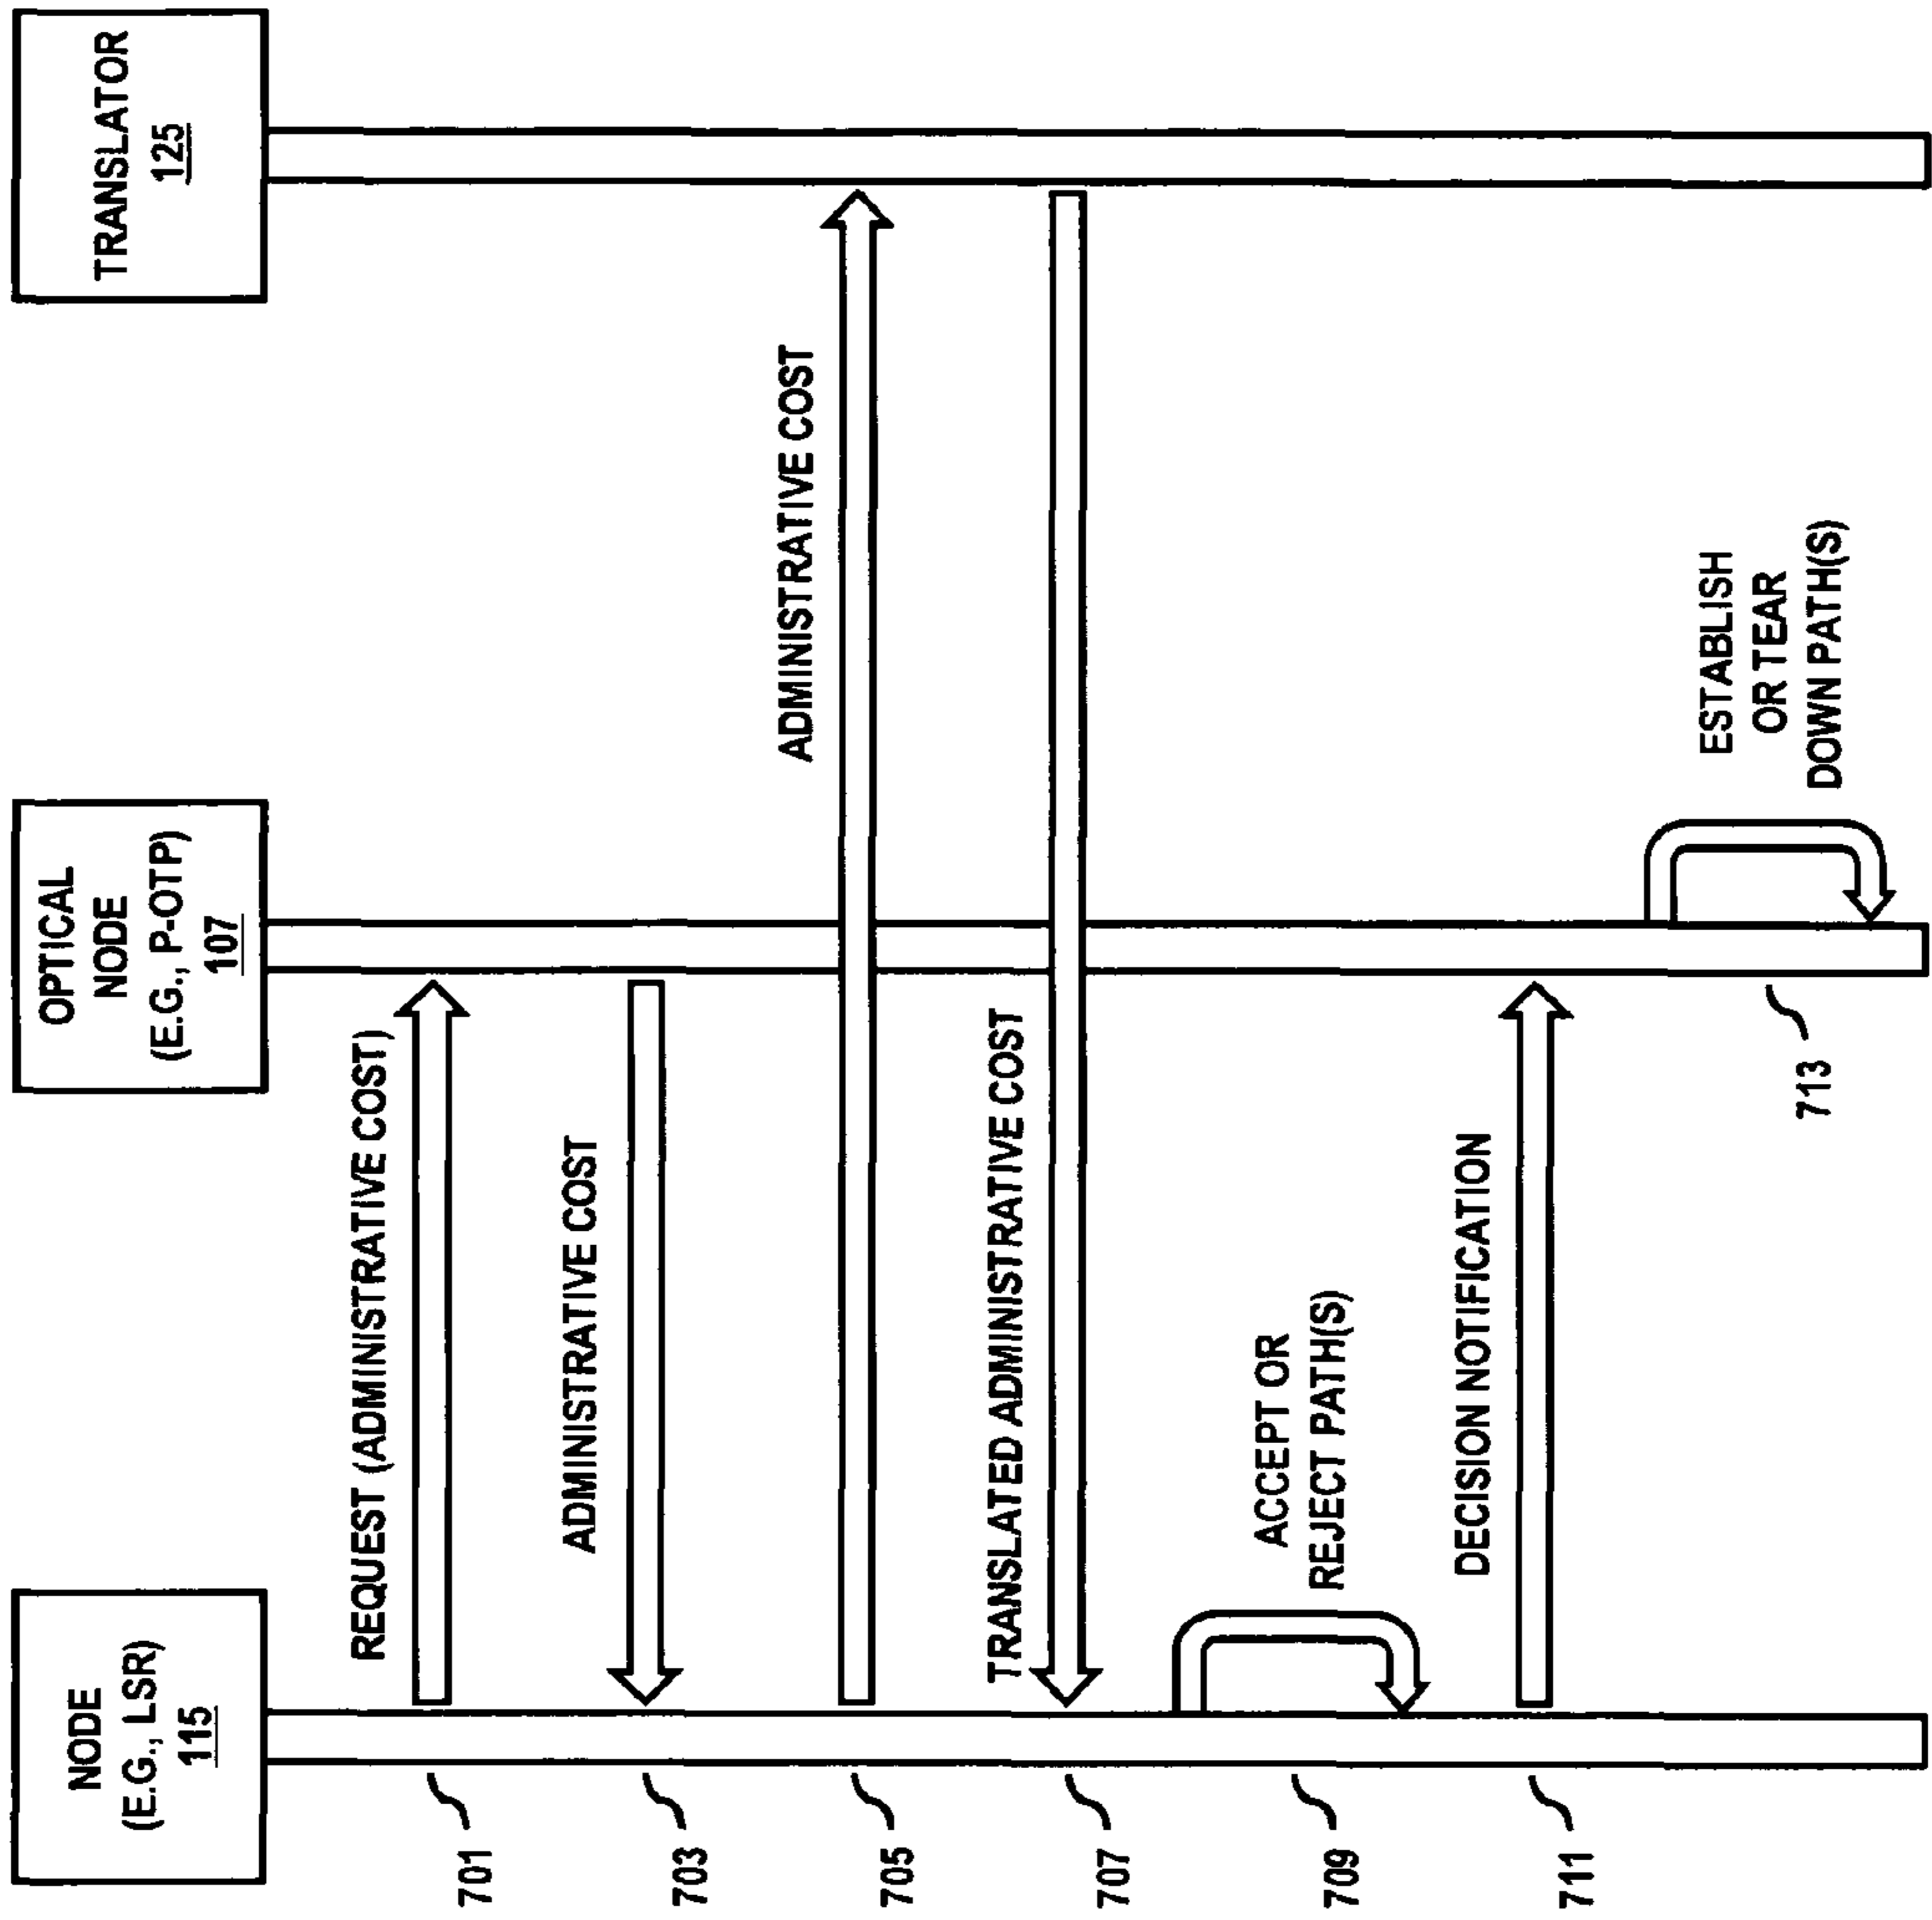 NODE
(E.G., LSR)
115
OPTICAL
NODE
(E.G., P-OTP)
107
TRANSLATOR
125
701
REQUEST (ADMINISTRATIVE COST)
703
ADMINISTRATIVE COST
705
ADMINISTRATIVE COST
707
TRANSLATED ADMINISTRATIVE COST
709
ACCEPT OR
REJECT PATH(S)
711
DECISION NOTIFICATION
713
ESTABLISH
OR TEAR
DOWN PATH(S)